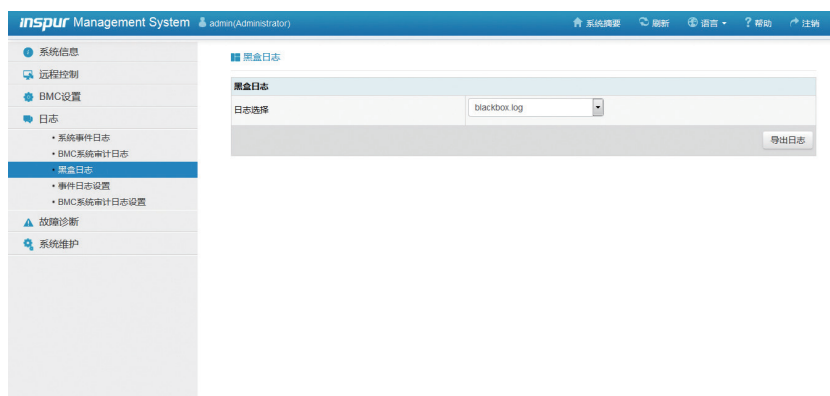 inspur Management System admin(Administrator) 系统摘要 刷新 语言 ? 帮助 注销
系统信息
远程控制
BMC设置
日志
• 系统事件日志
• BMC系统审计日志
• 黑盒日志
• 事件日志设置
• BMC系统审计日志设置
故障诊断
系统维护
黑盒日志
黑盒日志
日志选择 blackbox.log
导出日志